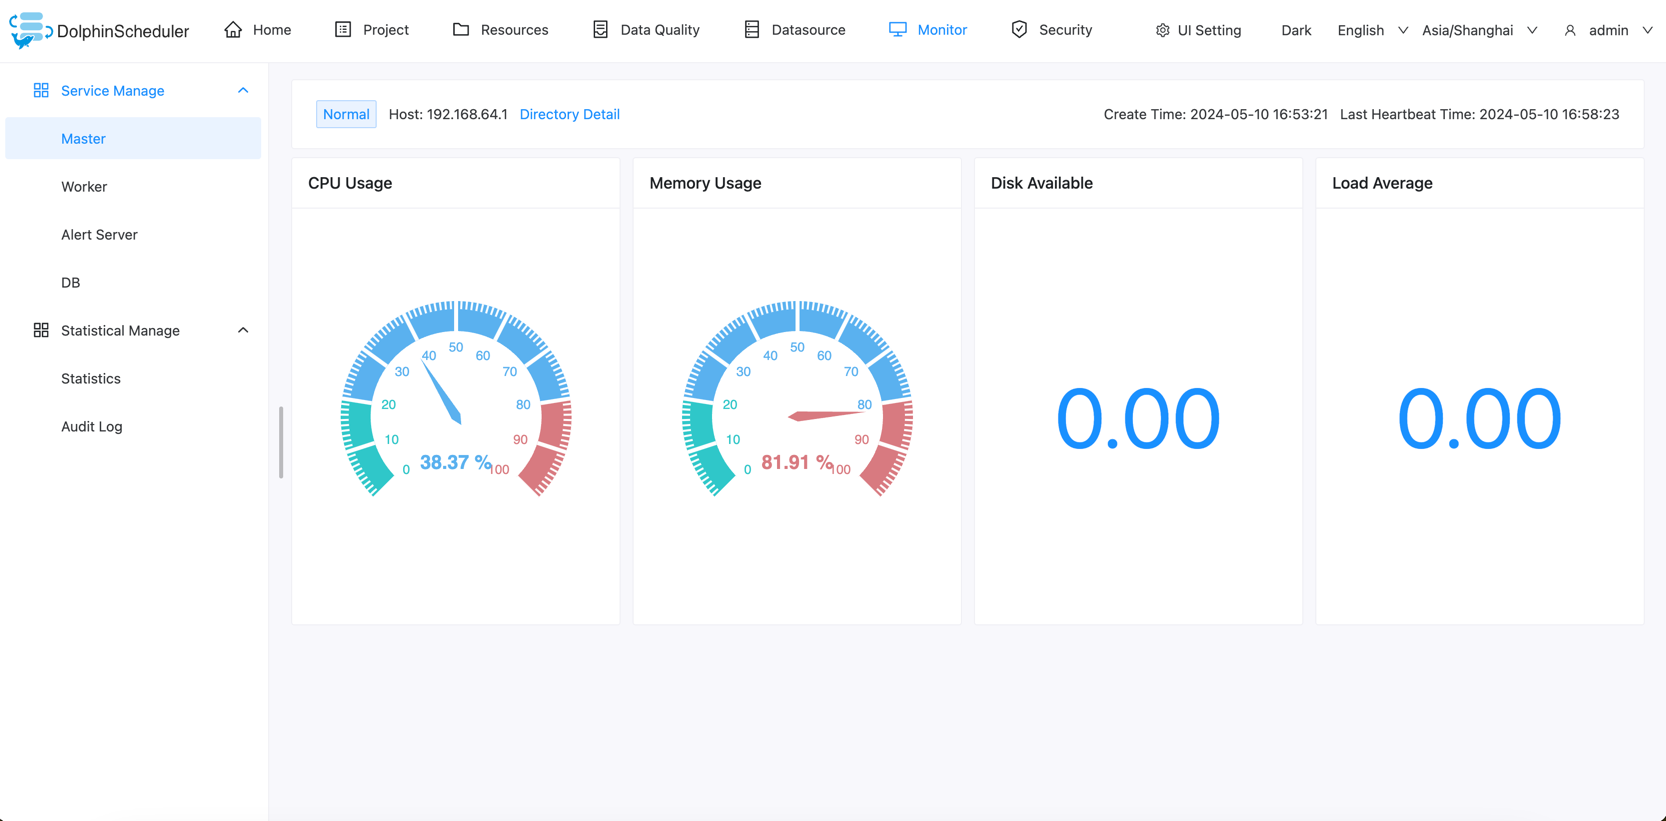 DolphinScheduler Home Project Resources Data Quality Datasource Monitor Security UI Setting Dark English Asia/Shanghai admin
Service Manage
Master
Worker
Alert Server
DB
Statistical Manage
Statistics
Audit Log
Normal Host: 192.168.64.1 Directory Detail Create Time: 2024-05-10 16:53:21 Last Heartbeat Time: 2024-05-10 16:58:23
CPU Usage
0
10
20
30
40
50
60
70
80
90
100
38.37 %
Memory Usage
0
10
20
30
40
50
60
70
80
90
100
81.91 %
Disk Available
0.00
Load Average
0.00